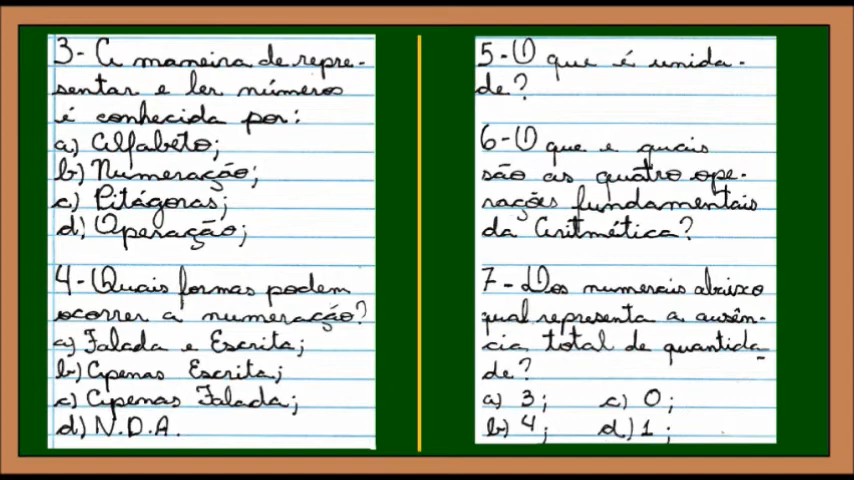 3- A maneira de repre-
sentar e ler números
é conhecida por:
a) Alfabeto;
b) Numeração;
c) Pitágoras;
d) Operação;
4- Quais formas podem
ocorrer a numeração?
a) Falada e Escrita;
b) Apenas Escrita;
c) Apenas Falada;
d) N.D.A.
5- O que é unida-
de?
6- O que e quais
são as quatro ope-
rações fundamentais
da Aritmética?
7- Dos numerais abaixo
qual representa a ausên-
cia total de quantida_
de?
a) 3; c) 0;
b) 4; d) 1;